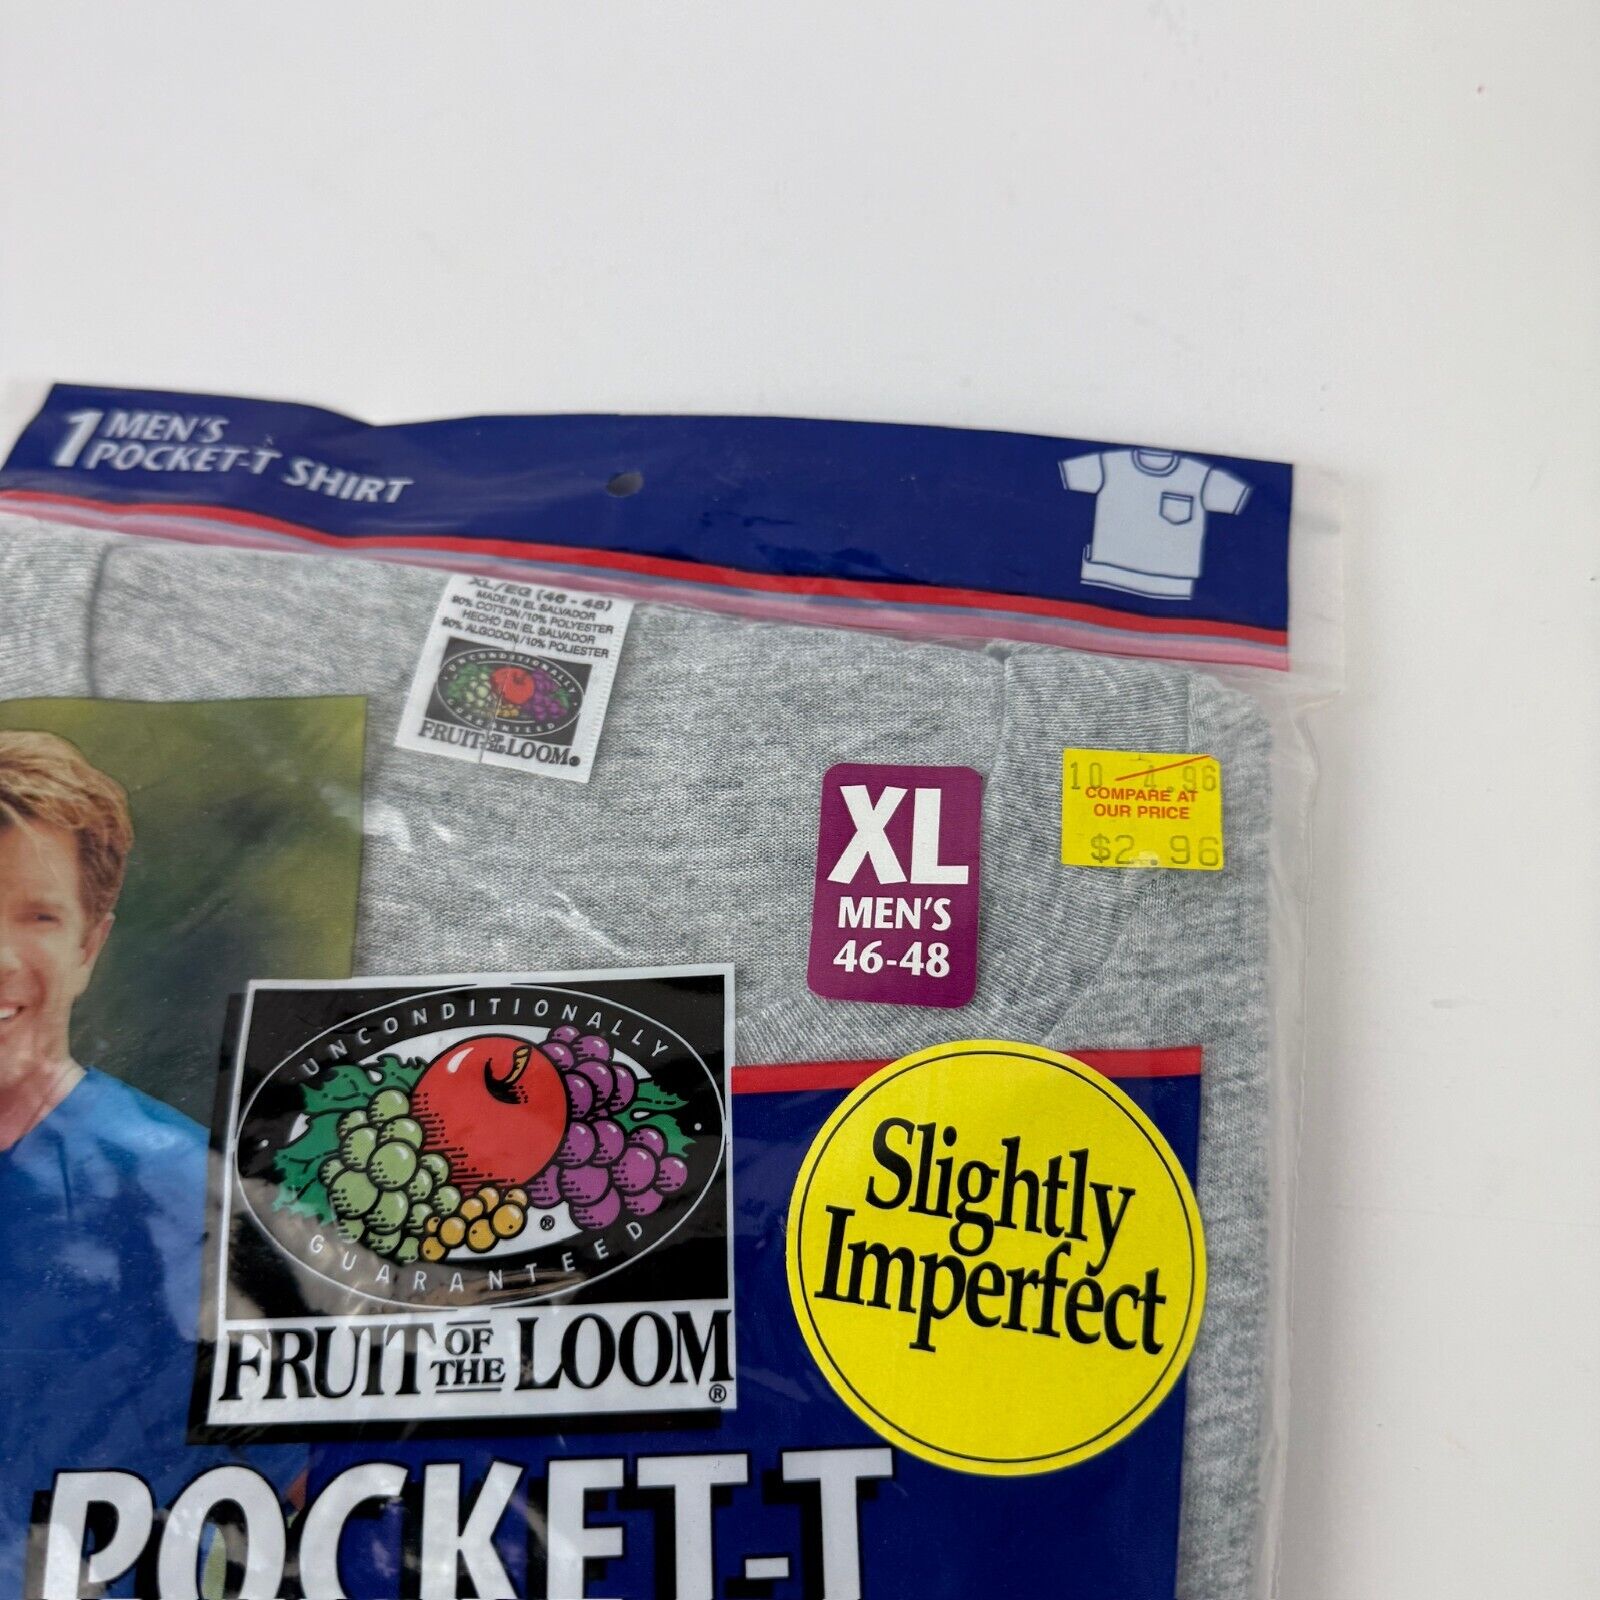 1 MEN'S
POCKET-T SHIRT
XL/EG (46-48)
MADE IN EL SALVADOR
90% COTTON/10% POLYESTER
HECHO EN EL SALVADOR
90% ALGODON/10% POLIESTER
UNCONDITIONALLY
GUARANTEED
FRUIT OF THE LOOM®
XL
MEN'S
46-48
10 4.96
COMPARE AT
OUR PRICE
$2.96
UNCONDITIONALLY
GUARANTEED
®
FRUIT OF THE LOOM®
Slightly
Imperfect
POCKET-T